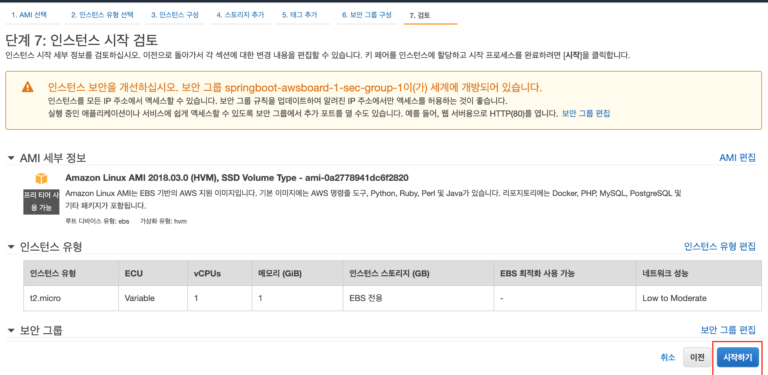 1. AMI 선택 2. 인스턴스 유형 선택 3. 인스턴스 구성 4. 스토리지 추가 5. 태그 추가 6. 보안 그룹 구성 7. 검토
단계 7: 인스턴스 시작 검토
인스턴스 시작 세부 정보를 검토하십시오. 이전으로 돌아가서 각 섹션에 대한 변경 내용을 편집할 수 있습니다. 키 페어를 인스턴스에 할당하고 시작 프로세스를 완료하려면 [시작]을 클릭합니다.
인스턴스 보안을 개선하십시오. 보안 그룹 springboot-awsboard-1-sec-group-1이(가) 세계에 개방되어 있습니다.
인스턴스를 모든 IP 주소에서 액세스할 수 있습니다. 보안 그룹 규칙을 업데이트하여 알려진 IP 주소에서만 액세스를 허용하는 것이 좋습니다.
실행 중인 애플리케이션이나 서비스에 쉽게 액세스할 수 있도록 보안 그룹에서 추가 포트를 열 수도 있습니다. 예를 들어, 웹 서버용으로 HTTP(80)를 엽니다. 보안 그룹 편집
AMI 세부 정보 AMI 편집
Amazon Linux AMI 2018.03.0 (HVM), SSD Volume Type - ami-0a2778941dc6f2820
프리 티어 사용 가능
Amazon Linux AMI는 EBS 기반의 AWS 지원 이미지입니다. 기본 이미지에는 AWS 명령줄 도구, Python, Ruby, Perl 및 Java가 있습니다. 리포지토리에는 Docker, PHP, MySQL, PostgreSQL 및
기타 패키지가 포함됩니다.
루트 디바이스 유형: ebs 가상화 유형: hvm
인스턴스 유형 인스턴스 유형 편집
인스턴스 유형 ECU vCPUs 메모리 (GiB) 인스턴스 스토리지 (GB) EBS 최적화 사용 가능 네트워크 성능
t2.micro Variable 1 1 EBS 전용 - Low to Moderate
보안 그룹 보안 그룹 편집
취소 이전 시작하기